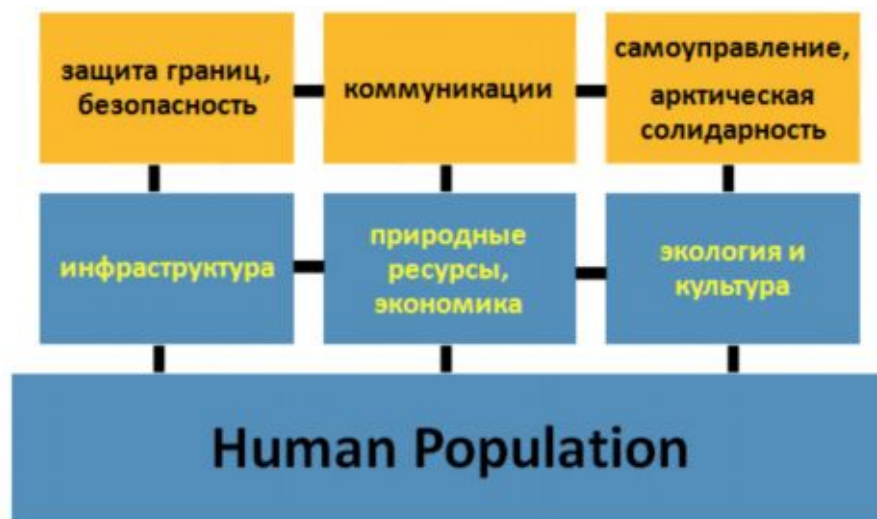 защита границ,
безопасность
коммуникации
самоуправление,
арктическая
солидарность
инфраструктура
природные
ресурсы,
экономика
экология и
культура
Human Population